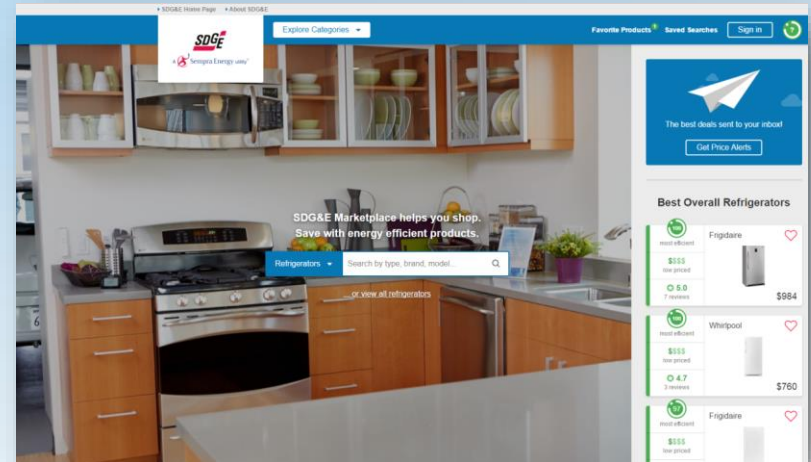 SDG&E Home Page
About SDG&E
SDGE
A Sempra Energy utility
Explore Categories
Favorite Products
Saved Searches
Sign in
?
The best deals sent to your inbox!
Get Price Alerts
SDG&E Marketplace helps you shop.
Save with energy efficient products.
Refrigerators
Search by type, brand, model...
... or view all refrigerators
Best Overall Refrigerators
100
most efficient
Frigidaire
$$$$
low priced
5.0
7 reviews
$984
100
most efficient
Whirlpool
$$$$
low priced
4.7
3 reviews
$760
97
most efficient
Frigidaire
$$$$
low priced